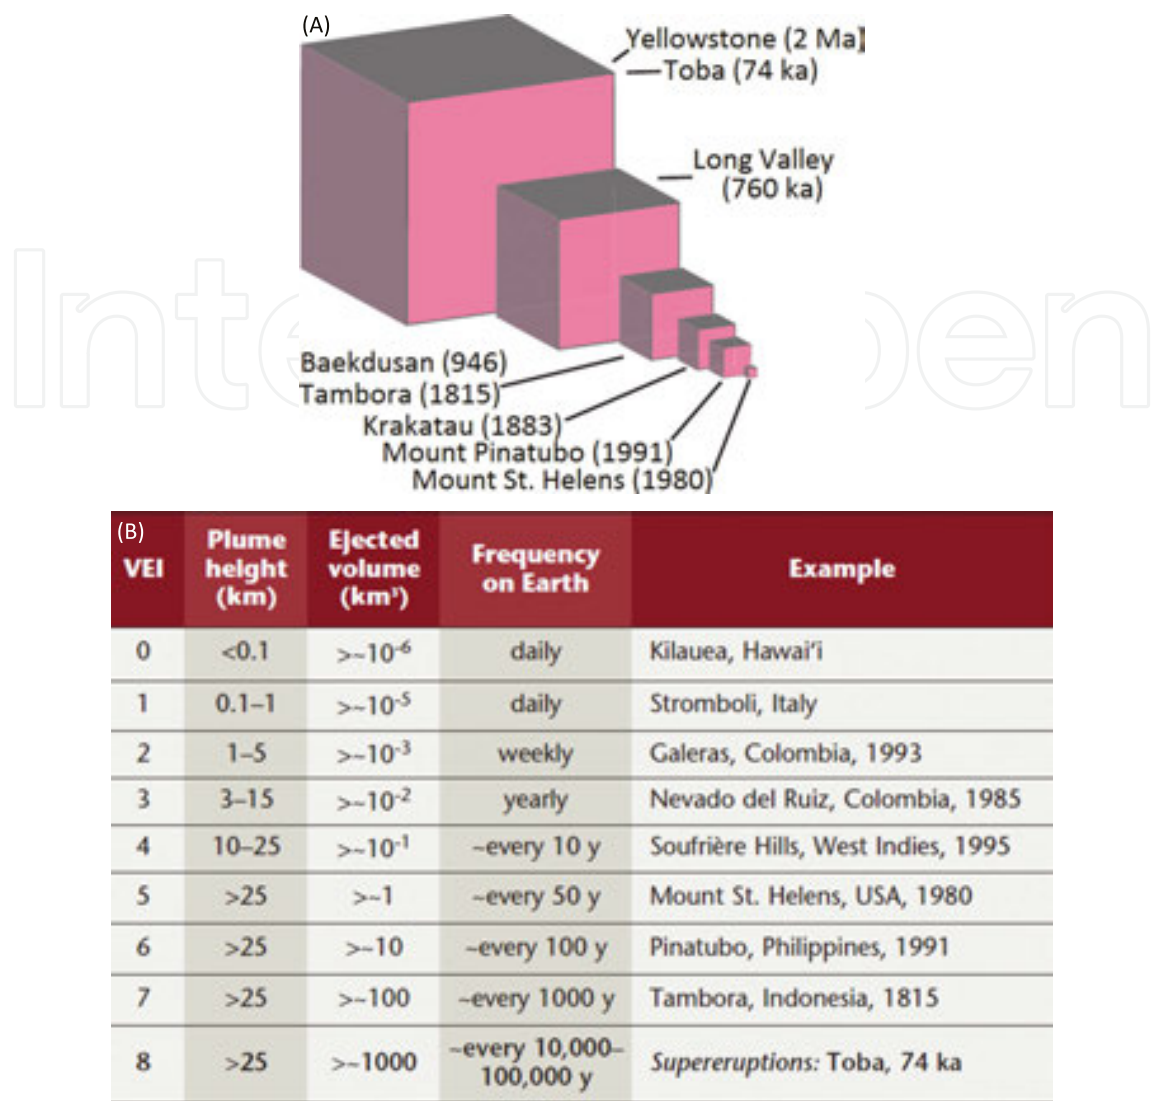 (A)
Yellowstone (2 Ma)
Toba (74 ka)
Long Valley
(760 ka)
Baekdusan (946)
Tambora (1815)
Krakatau (1883)
Mount Pinatubo (1991)
Mount St. Helens (1980)
(B)
VEI Plume height (km) Ejected volume (km³) Frequency on Earth Example
0 <0.1 >~10⁻⁶ daily Kilauea, Hawai'i
1 0.1–1 >~10⁻⁵ daily Stromboli, Italy
2 1–5 >~10⁻³ weekly Galeras, Colombia, 1993
3 3–15 >~10⁻² yearly Nevado del Ruiz, Colombia, 1985
4 10–25 >~10⁻¹ ~every 10 y Soufrière Hills, West Indies, 1995
5 >25 >~1 ~every 50 y Mount St. Helens, USA, 1980
6 >25 >~10 ~every 100 y Pinatubo, Philippines, 1991
7 >25 >~100 ~every 1000 y Tambora, Indonesia, 1815
8 >25 >~1000 ~every 10,000–100,000 y Supereruptions: Toba, 74 ka